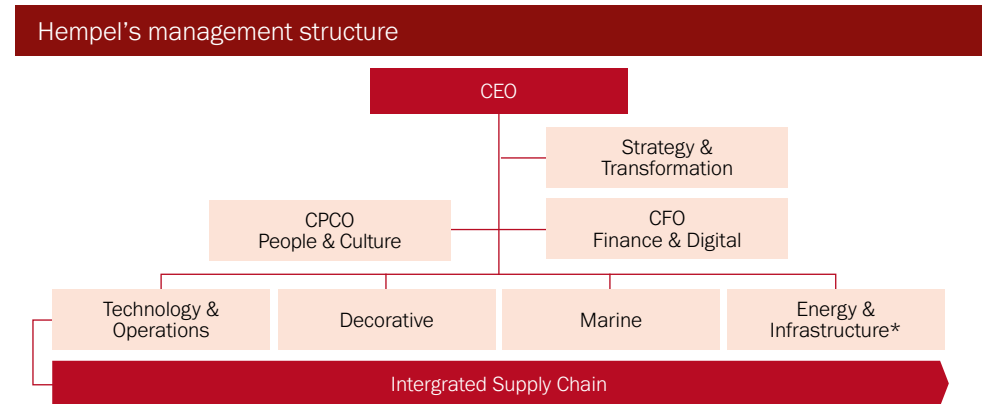 Hempel's management structure
CEO
Strategy &
Transformation
CPCO
People & Culture
CFO
Finance & Digital
Technology &
Operations
Decorative
Marine
Energy &
Infrastructure*
Intergrated Supply Chain